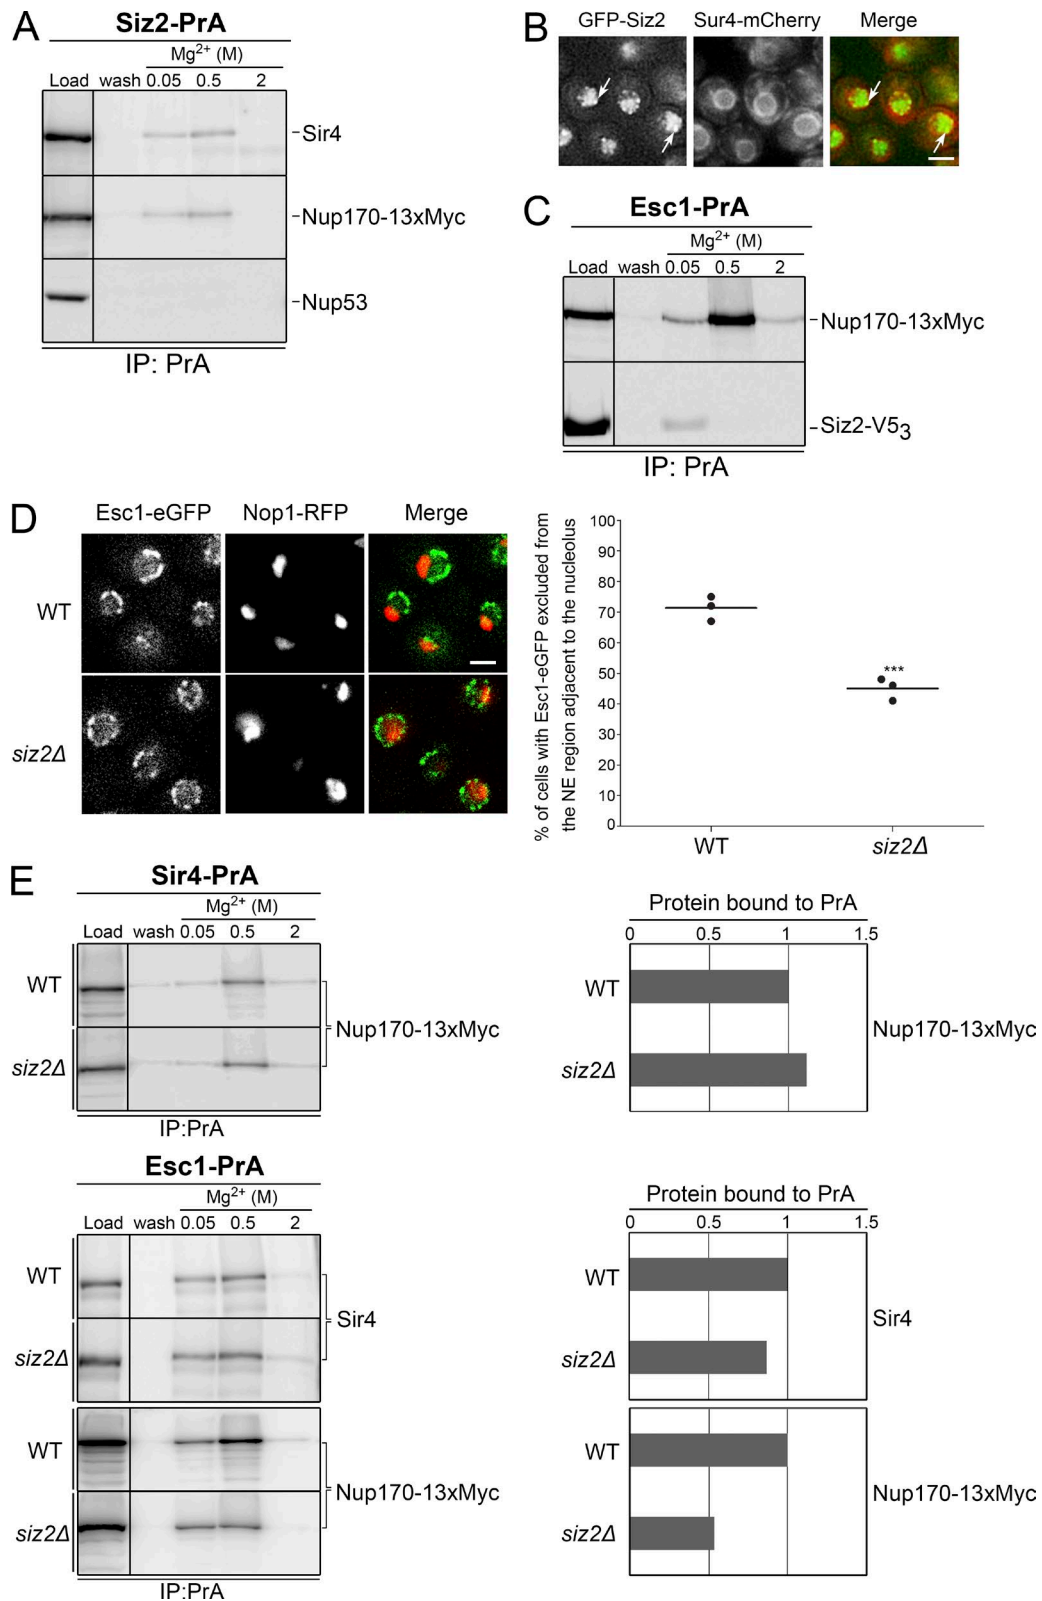 A
Siz2-PrA
Mg2+ (M)
Load wash 0.05 0.5 2
Sir4
Nup170-13xMyc
Nup53
IP: PrA
B
GFP-Siz2 Sur4-mCherry Merge
C
Esc1-PrA
Mg2+ (M)
Load wash 0.05 0.5 2
Nup170-13xMyc
Siz2-V53
IP: PrA
D
Esc1-eGFP Nop1-RFP Merge
WT
siz2Δ
% of cells with Esc1-eGFP excluded from
the NE region adjacent to the nucleolus
100
90
80
70
60
50
40
30
20
10
0
***
WT siz2Δ
E
Sir4-PrA
Mg2+ (M)
Load wash 0.05 0.5 2
WT
siz2Δ
Nup170-13xMyc
IP:PrA
Protein bound to PrA
0 0.5 1 1.5
WT
siz2Δ
Nup170-13xMyc
Esc1-PrA
Mg2+ (M)
Load wash 0.05 0.5 2
WT
siz2Δ
Sir4
WT
siz2Δ
Nup170-13xMyc
IP:PrA
Protein bound to PrA
0 0.5 1 1.5
WT
siz2Δ
Sir4
WT
siz2Δ
Nup170-13xMyc